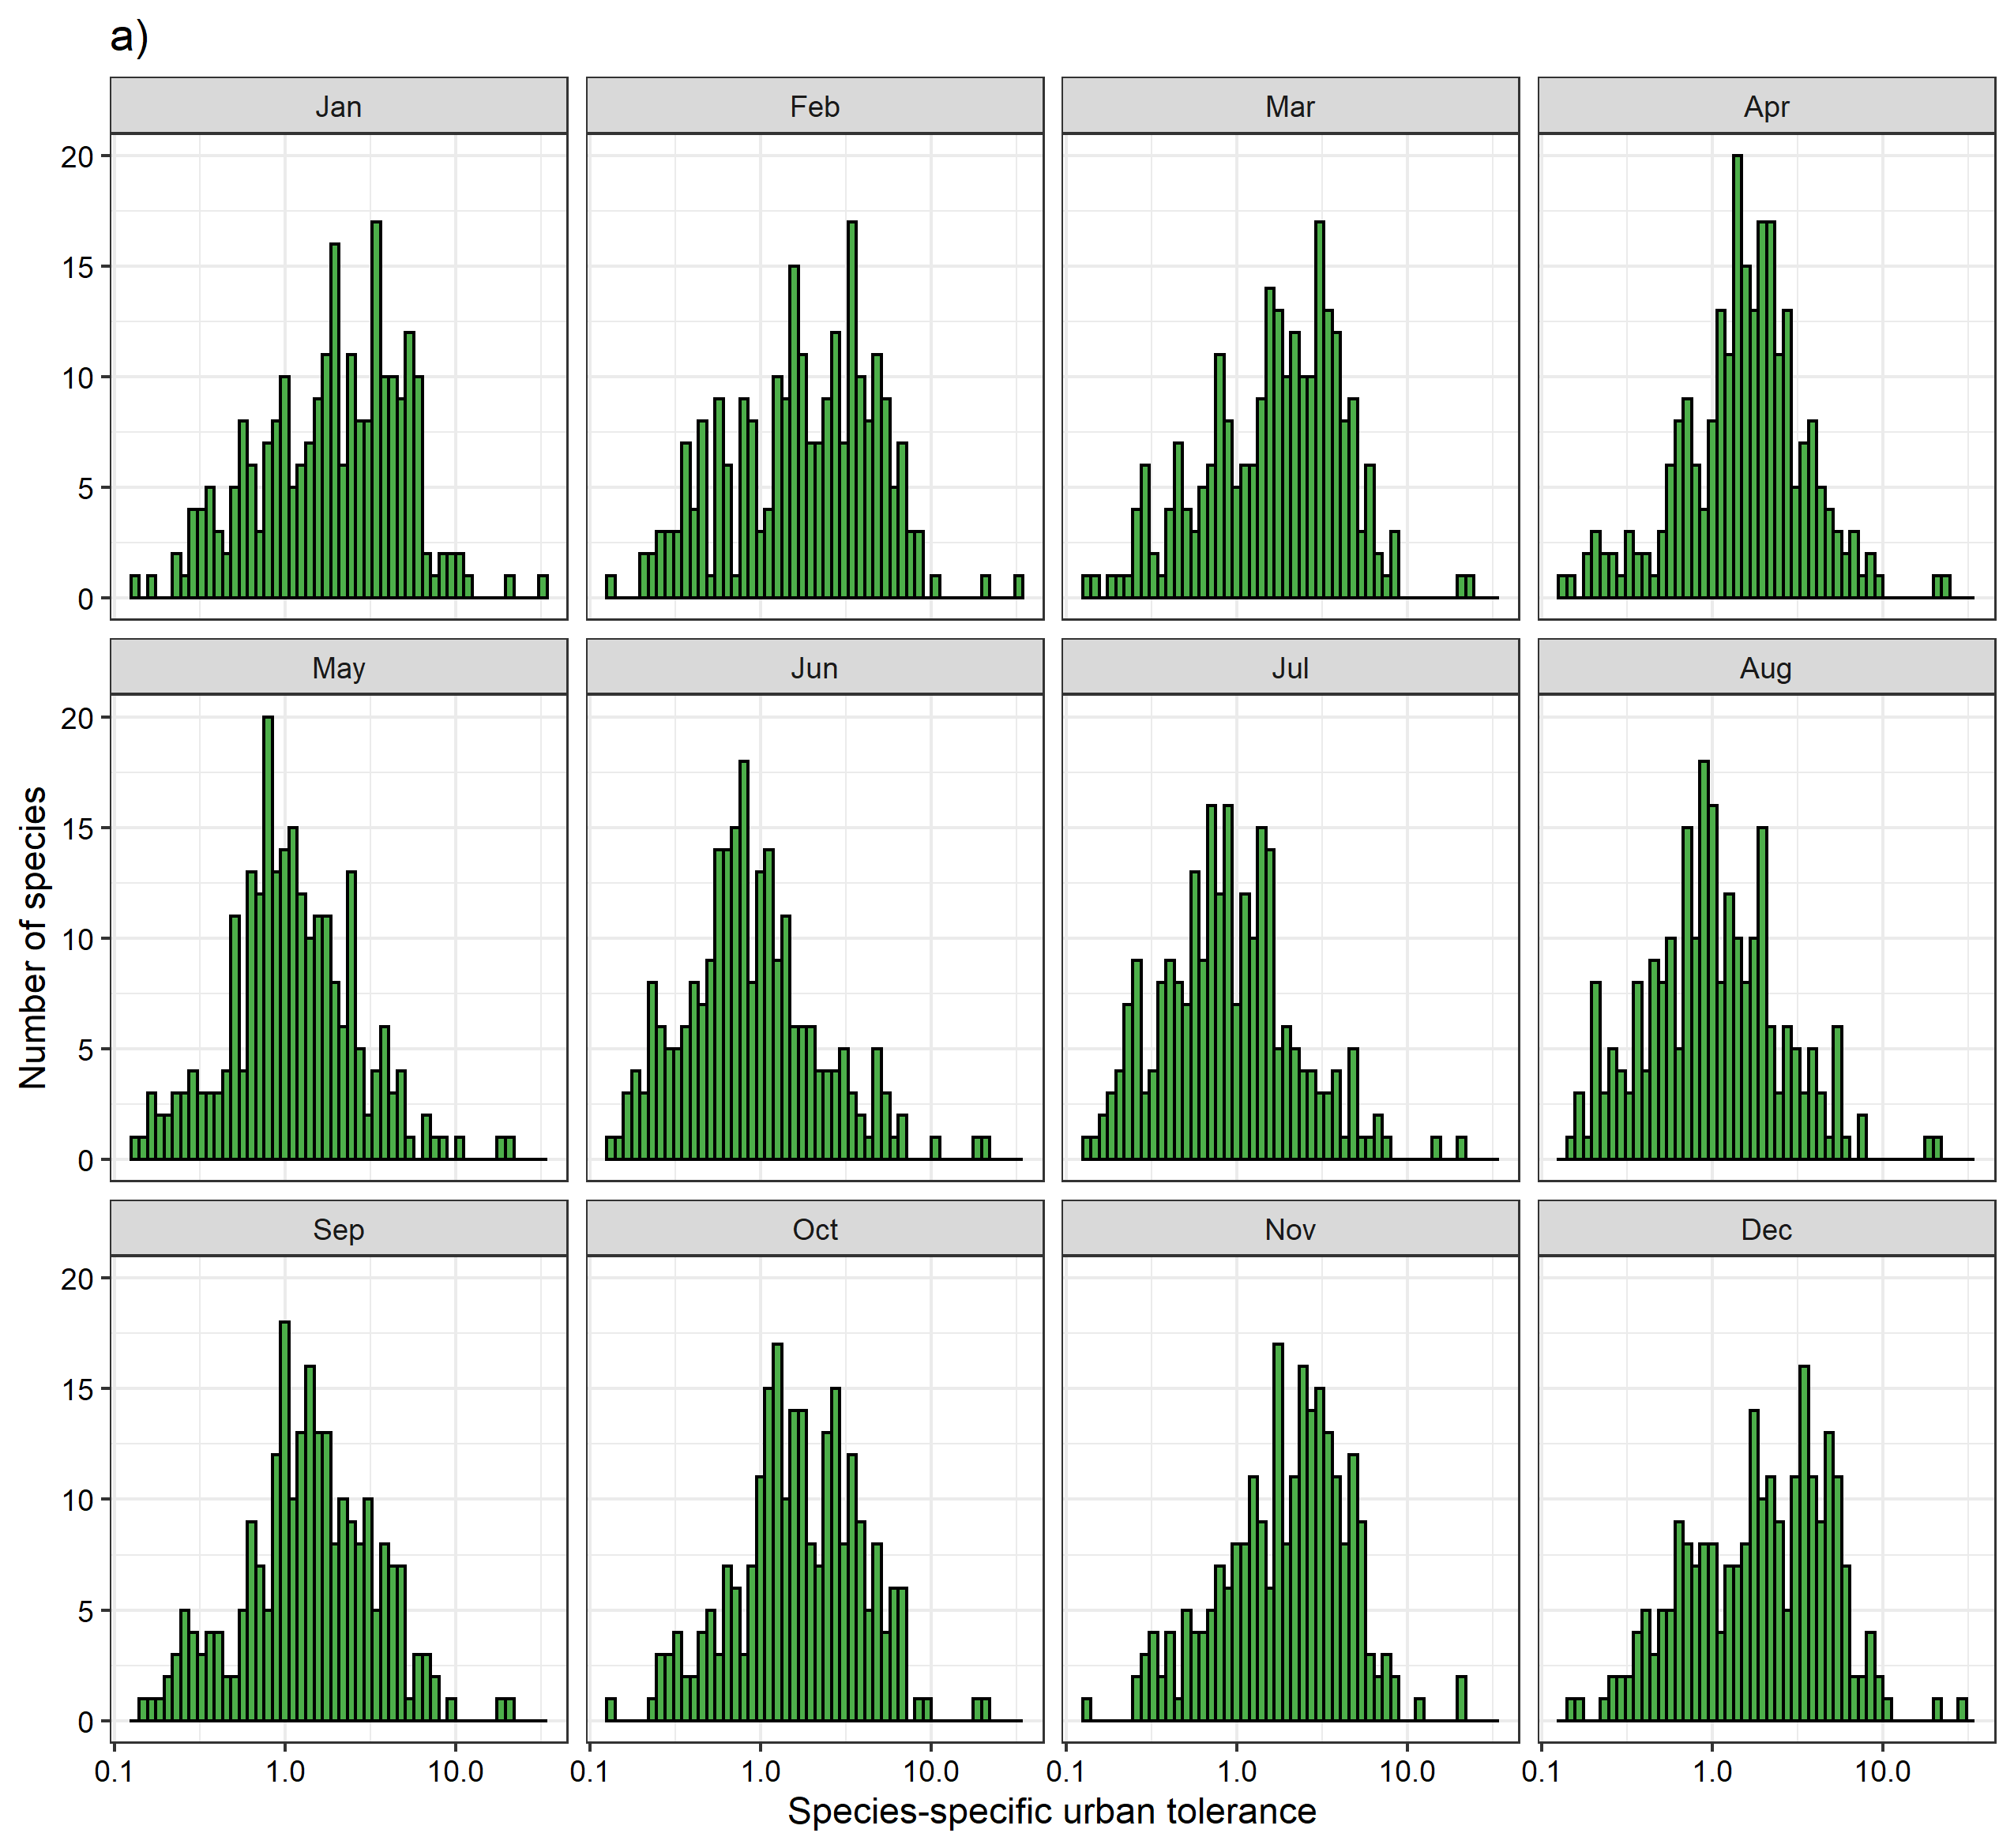 a)
Jan Feb Mar Apr
20
15
10
5
0
May Jun Jul Aug
20
15
10
5
0
Number of species
Sep Oct Nov Dec
20
15
10
5
0
0.1 1.0 10.0 0.1 1.0 10.0 0.1 1.0 10.0 0.1 1.0 10.0
Species-specific urban tolerance